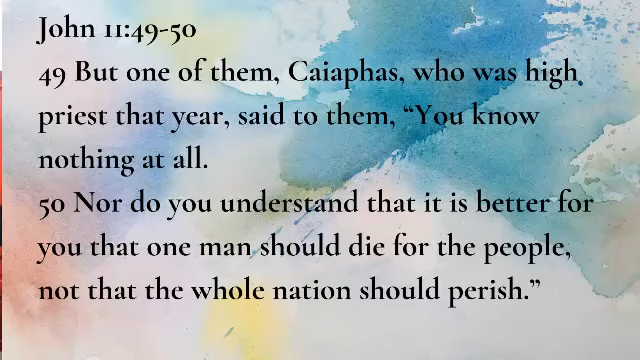 John 11:49-50
49 But one of them, Caiaphas, who was high
priest that year, said to them, “You know
nothing at all.
50 Nor do you understand that it is better for
you that one man should die for the people,
not that the whole nation should perish.”